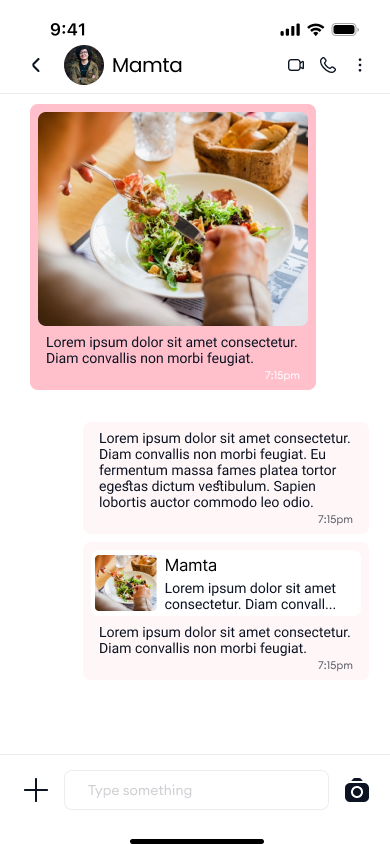 9:41
Mamta
Lorem ipsum dolor sit amet consectetur.
Diam convallis non morbi feugiat.
7:15pm
Lorem ipsum dolor sit amet consectetur.
Diam convallis non morbi feugiat. Eu
fermentum massa fames platea tortor
egestas dictum vestibulum. Sapien
lobortis auctor commodo leo odio.
7:15pm
Mamta
Lorem ipsum dolor sit amet
consectetur. Diam convall...
Lorem ipsum dolor sit amet consectetur.
Diam convallis non morbi feugiat.
7:15pm
Type something